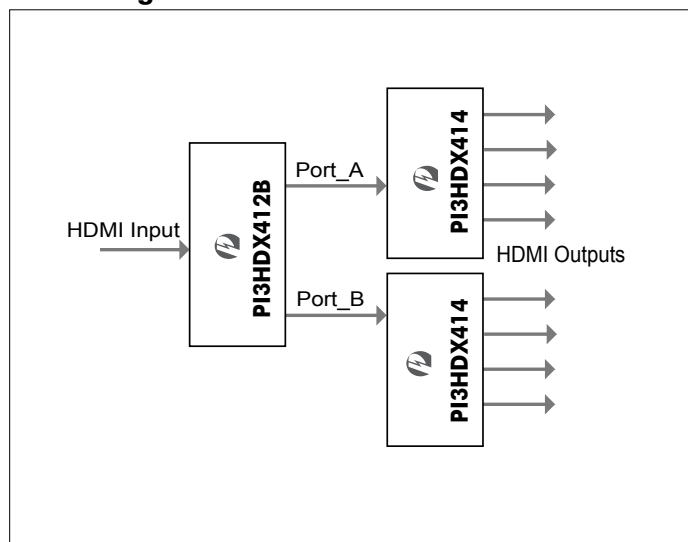 HDMI Input
PI3HDX412B
Port_A
Port_B
PI3HDX414
HDMI Outputs
PI3HDX414